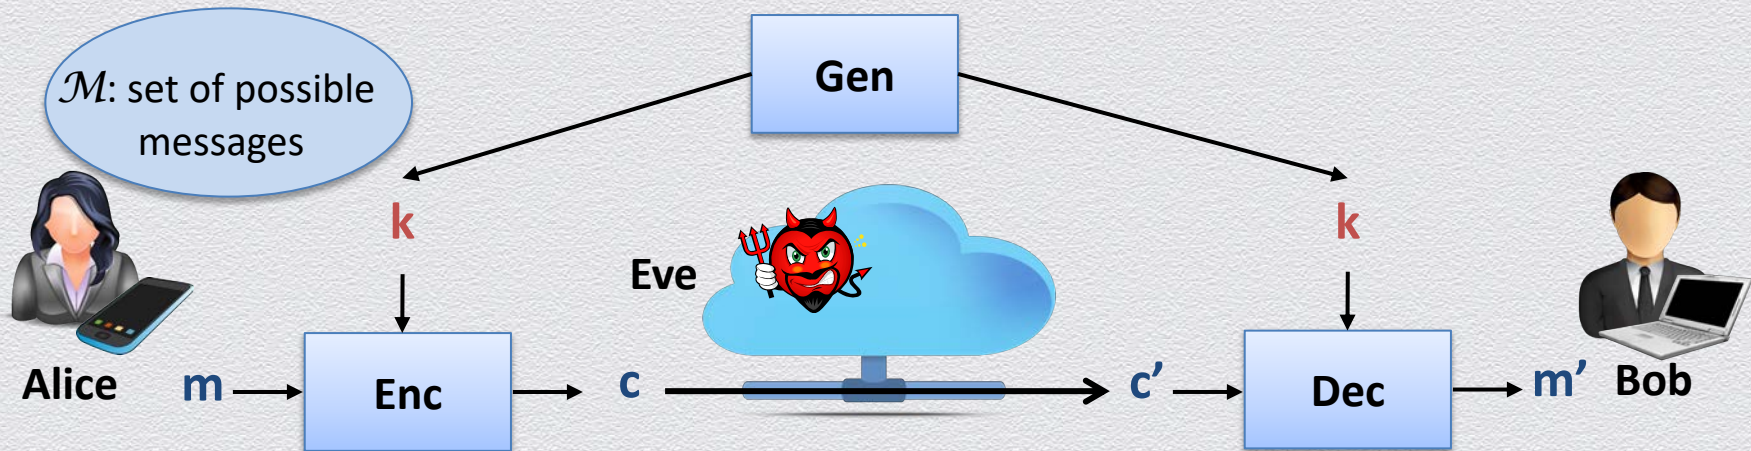 ℳ: set of possible
messages
Gen
k
k
Eve
Alice
m
Enc
c
c’
Dec
m’
Bob